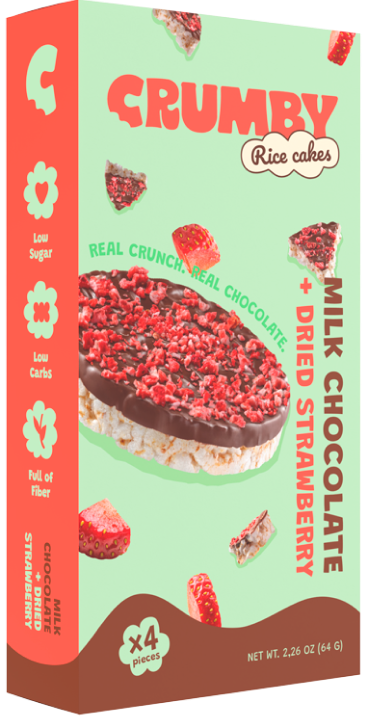 C
Low
Sugar
Low
Carbs
Full of
Fiber
MILK
CHOCOLATE
+ DRIED
STRAWBERRY
CRUMBY
Rice cakes
REAL CRUNCH. REAL CHOCOLATE.
MILK CHOCOLATE
+ DRIED STRAWBERRY
x4
pieces
NET WT. 2,26 OZ (64 G)